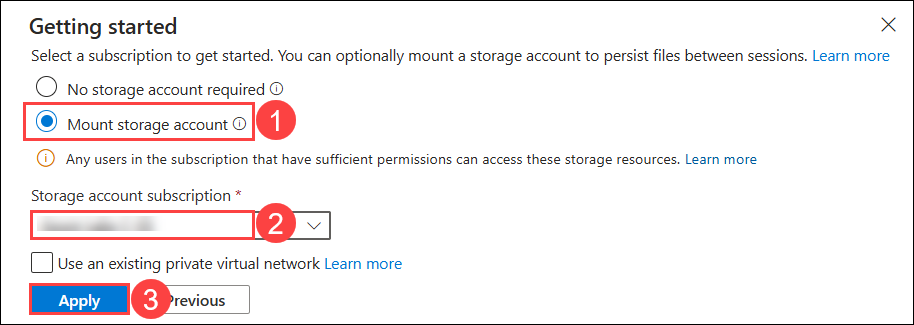 Getting started
Select a subscription to get started. You can optionally mount a storage account to persist files between sessions. Learn more
No storage account required
Mount storage account
1
Any users in the subscription that have sufficient permissions can access these storage resources. Learn more
Storage account subscription *
2
Use an existing private virtual network Learn more
Apply 3 Previous